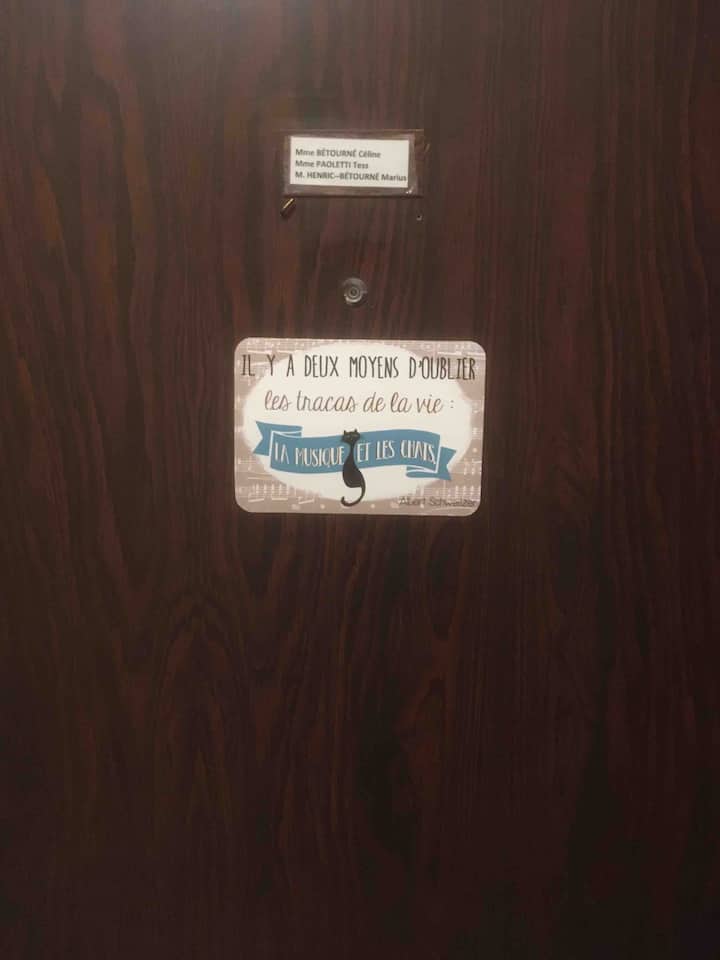 Mme BÉTOURNÉ Céline
Mme PAOLETTI Tess
M. HENRIC--BÉTOURNÉ Marius
IL Y A DEUX MOYENS D'OUBLIER
les tracas de la vie :
LA MUSIQUE ET LES CHATS
Albert Schweitzer